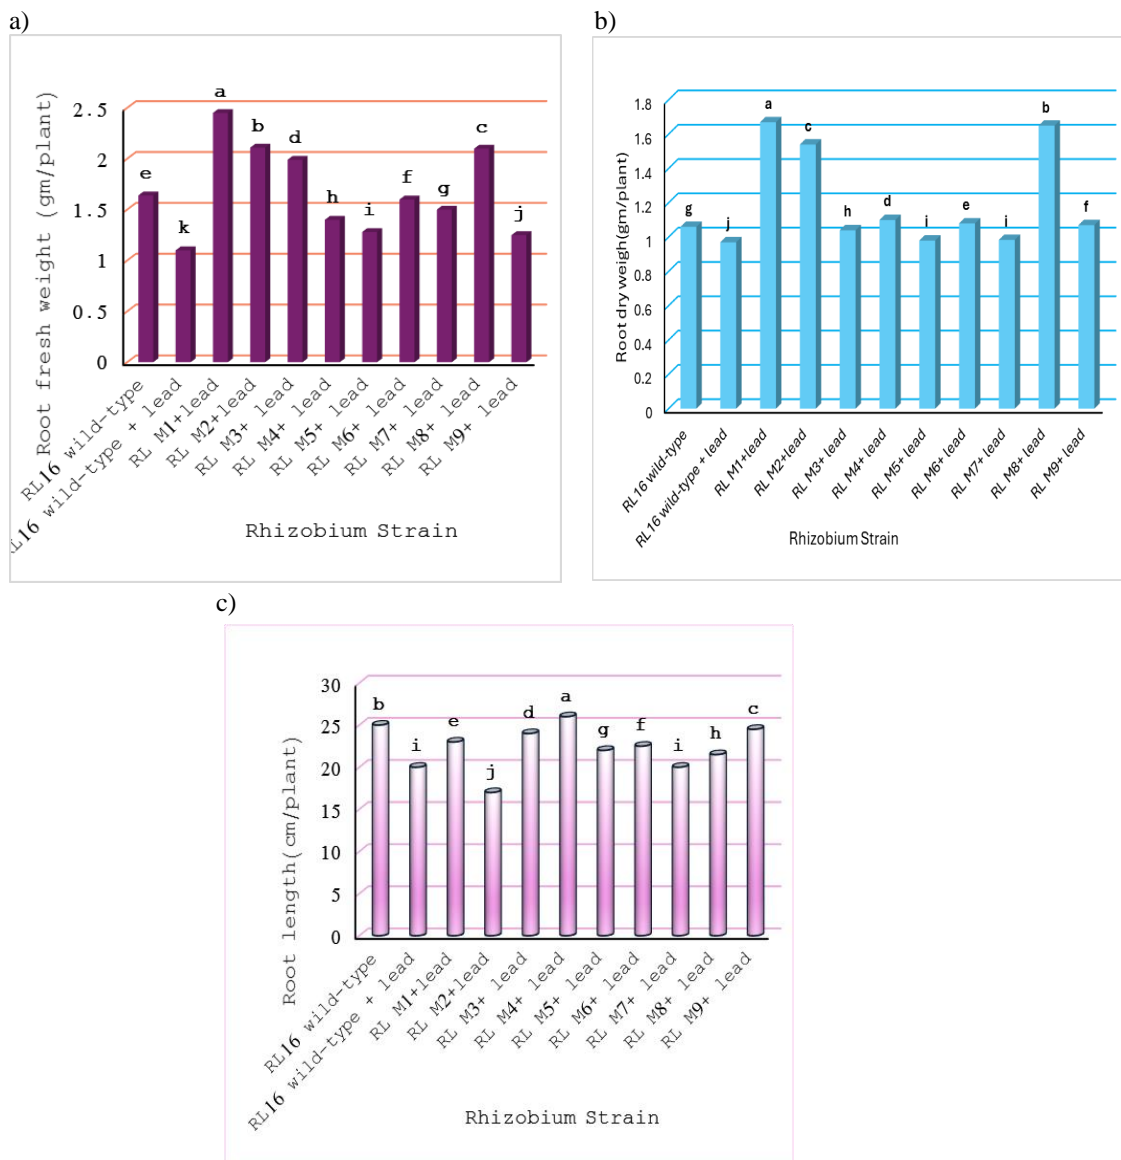 a)
Root fresh weight (gm/plant)
2.5
2
1.5
1
0.5
0
e
k
a
b
d
h
i
f
g
c
j
RL16 wild-type
RL16 wild-type + lead
RL M1+lead
RL M2+lead
RL M3+ lead
RL M4+ lead
RL M5+ lead
RL M6+ lead
RL M7+ lead
RL M8+ lead
RL M9+ lead
Rhizobium Strain
b)
Root dry weigh(gm/plant)
1.8
1.6
1.4
1.2
1
0.8
0.6
0.4
0.2
0
g
j
a
c
h
d
i
e
i
b
f
RL 16 wild-type
RL 16 wild-type + lead
RL M1+lead
RL M2+lead
RL M3+ lead
RL M4+ lead
RL M5+ lead
RL M6+ lead
RL M7+ lead
RL M8+ lead
RL M9+ lead
Rhizobium Strain
c)
Root length(cm/plant)
30
25
20
15
10
5
0
b
i
e
j
d
a
g
f
i
h
c
RL16 wild-type
RL16 wild-type + lead
RL M1+lead
RL M2+lead
RL M3+ lead
RL M4+ lead
RL M5+ lead
RL M6+ lead
RL M7+ lead
RL M8+ lead
RL M9+ lead
Rhizobium Strain